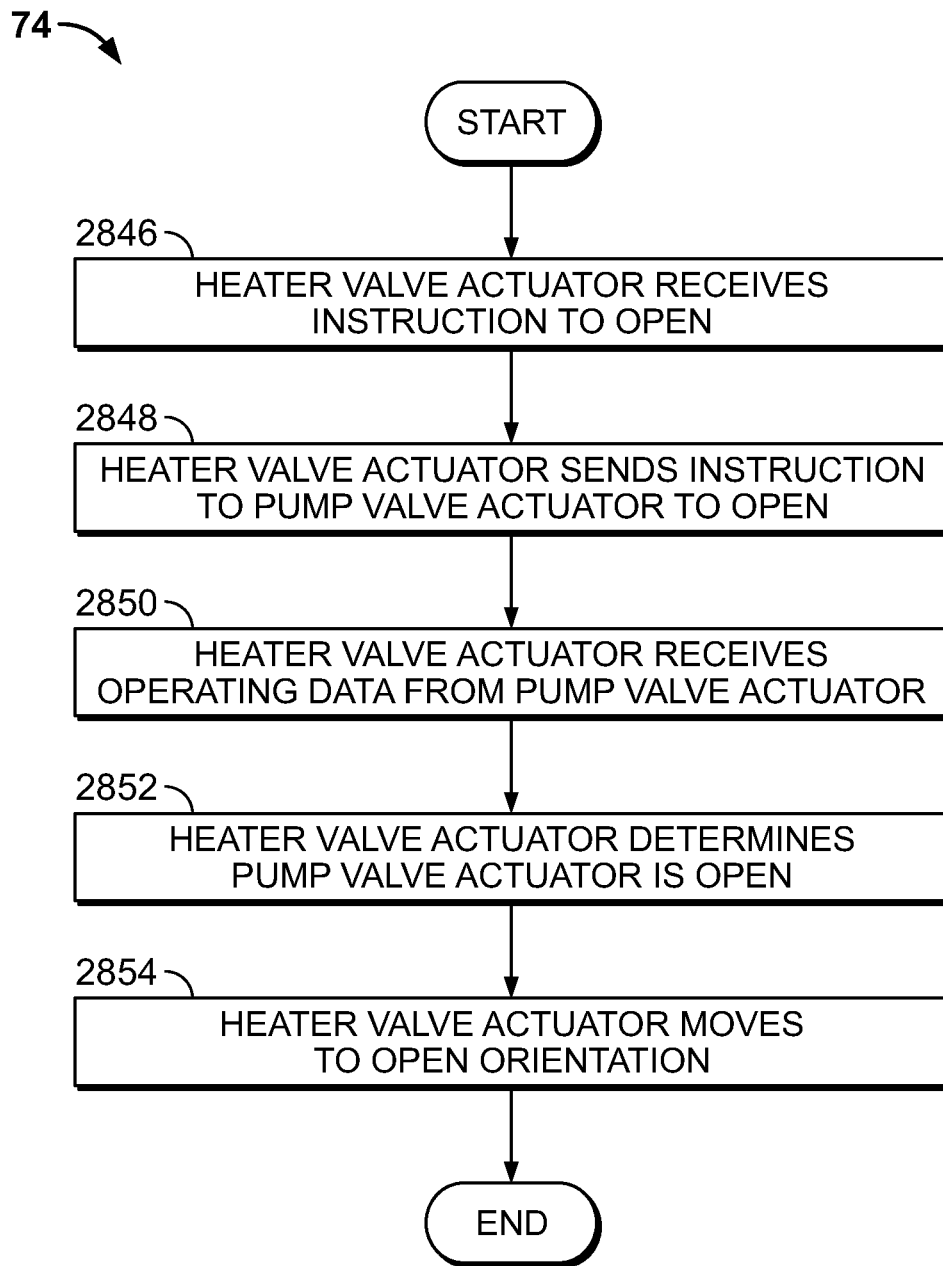 74
START
2846
HEATER VALVE ACTUATOR RECEIVES
INSTRUCTION TO OPEN
2848
HEATER VALVE ACTUATOR SENDS INSTRUCTION
TO PUMP VALVE ACTUATOR TO OPEN
2850
HEATER VALVE ACTUATOR RECEIVES
OPERATING DATA FROM PUMP VALVE ACTUATOR
2852
HEATER VALVE ACTUATOR DETERMINES
PUMP VALVE ACTUATOR IS OPEN
2854
HEATER VALVE ACTUATOR MOVES
TO OPEN ORIENTATION
END